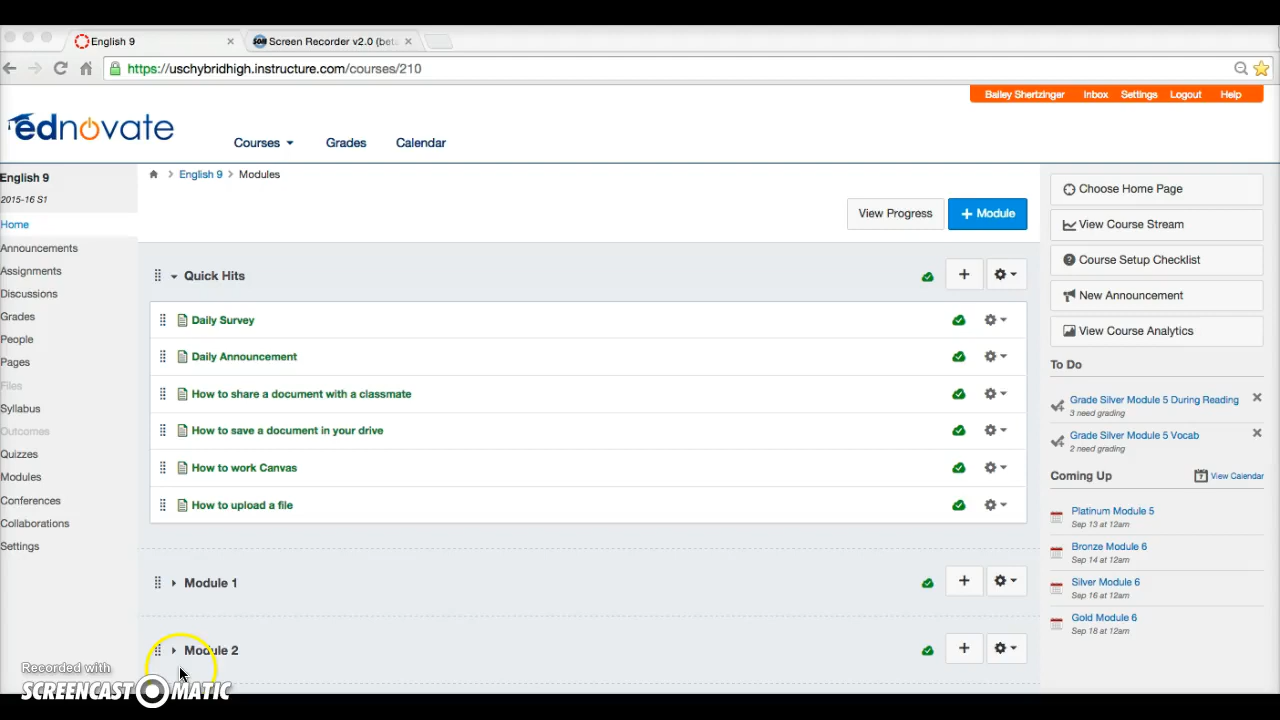 English 9
Screen Recorder v2.0 (beta
https://uschybridhigh.instructure.com/courses/210
Bailey Shertzinger Inbox Settings Logout Help
ednovate
Courses Grades Calendar
English 9
2015-16 S1
Home
Announcements
Assignments
Discussions
Grades
People
Pages
Files
Syllabus
Outcomes
Quizzes
Modules
Conferences
Collaborations
Settings
English 9 > Modules
View Progress + Module
Quick Hits
Daily Survey
Daily Announcement
How to share a document with a classmate
How to save a document in your drive
How to work Canvas
How to upload a file
Module 1
Module 2
Choose Home Page
View Course Stream
Course Setup Checklist
New Announcement
View Course Analytics
To Do
Grade Silver Module 5 During Reading
3 need grading
Grade Silver Module 5 Vocab
2 need grading
Coming Up View Calendar
Platinum Module 5
Sep 13 at 12am
Bronze Module 6
Sep 14 at 12am
Silver Module 6
Sep 16 at 12am
Gold Module 6
Sep 18 at 12am
Recorded with
SCREENCAST-O-MATIC